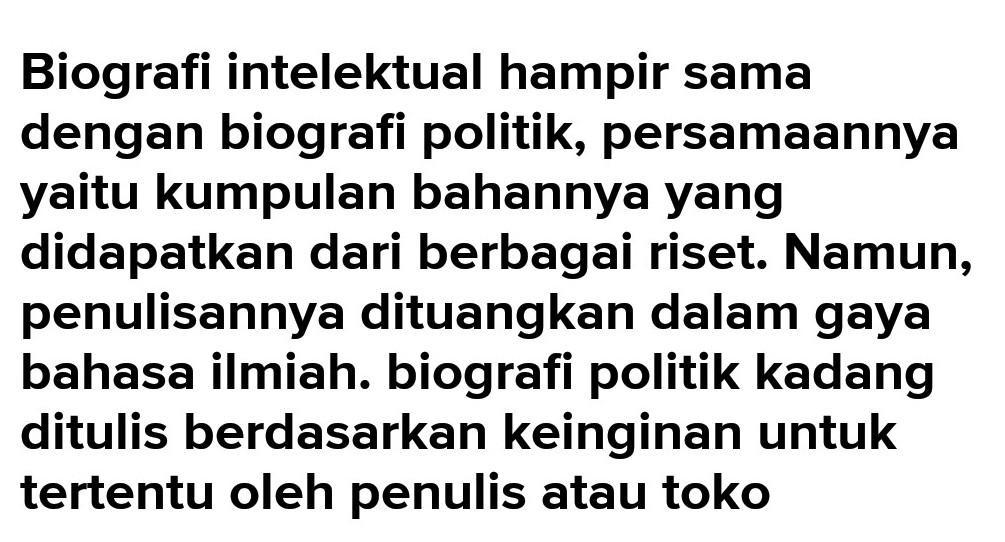 Biografi intelektual hampir sama
dengan biografi politik, persamaannya
yaitu kumpulan bahannya yang
didapatkan dari berbagai riset. Namun,
penulisannya dituangkan dalam gaya
bahasa ilmiah. biografi politik kadang
ditulis berdasarkan keinginan untuk
tertentu oleh penulis atau toko